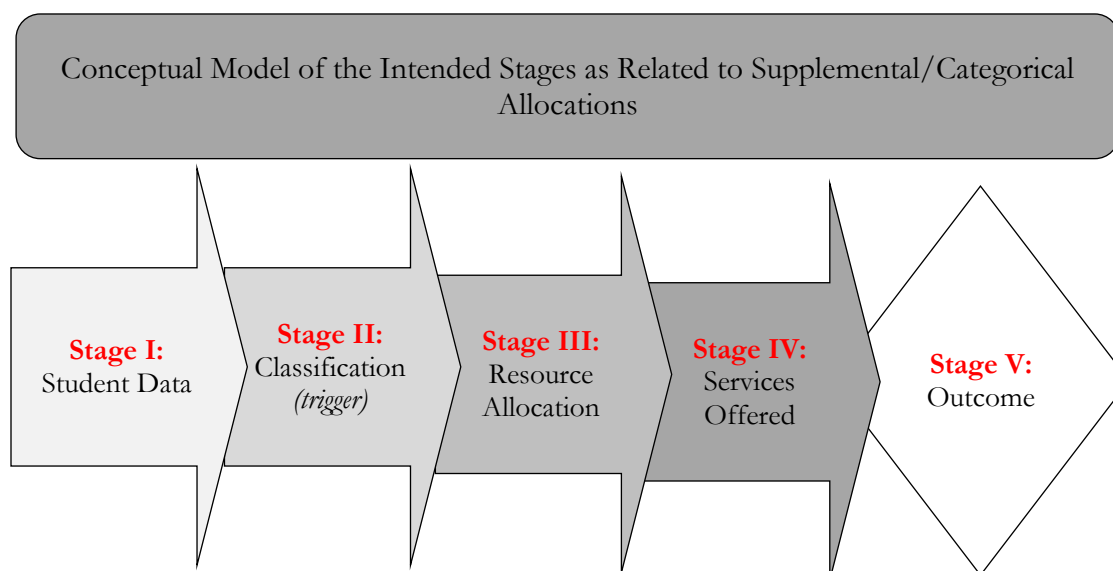 Conceptual Model of the Intended Stages as Related to Supplemental/Categorical
Allocations
Stage I:
Student Data
Stage II:
Classification
(trigger)
Stage III:
Resource
Allocation
Stage IV:
Services
Offered
Stage V:
Outcome